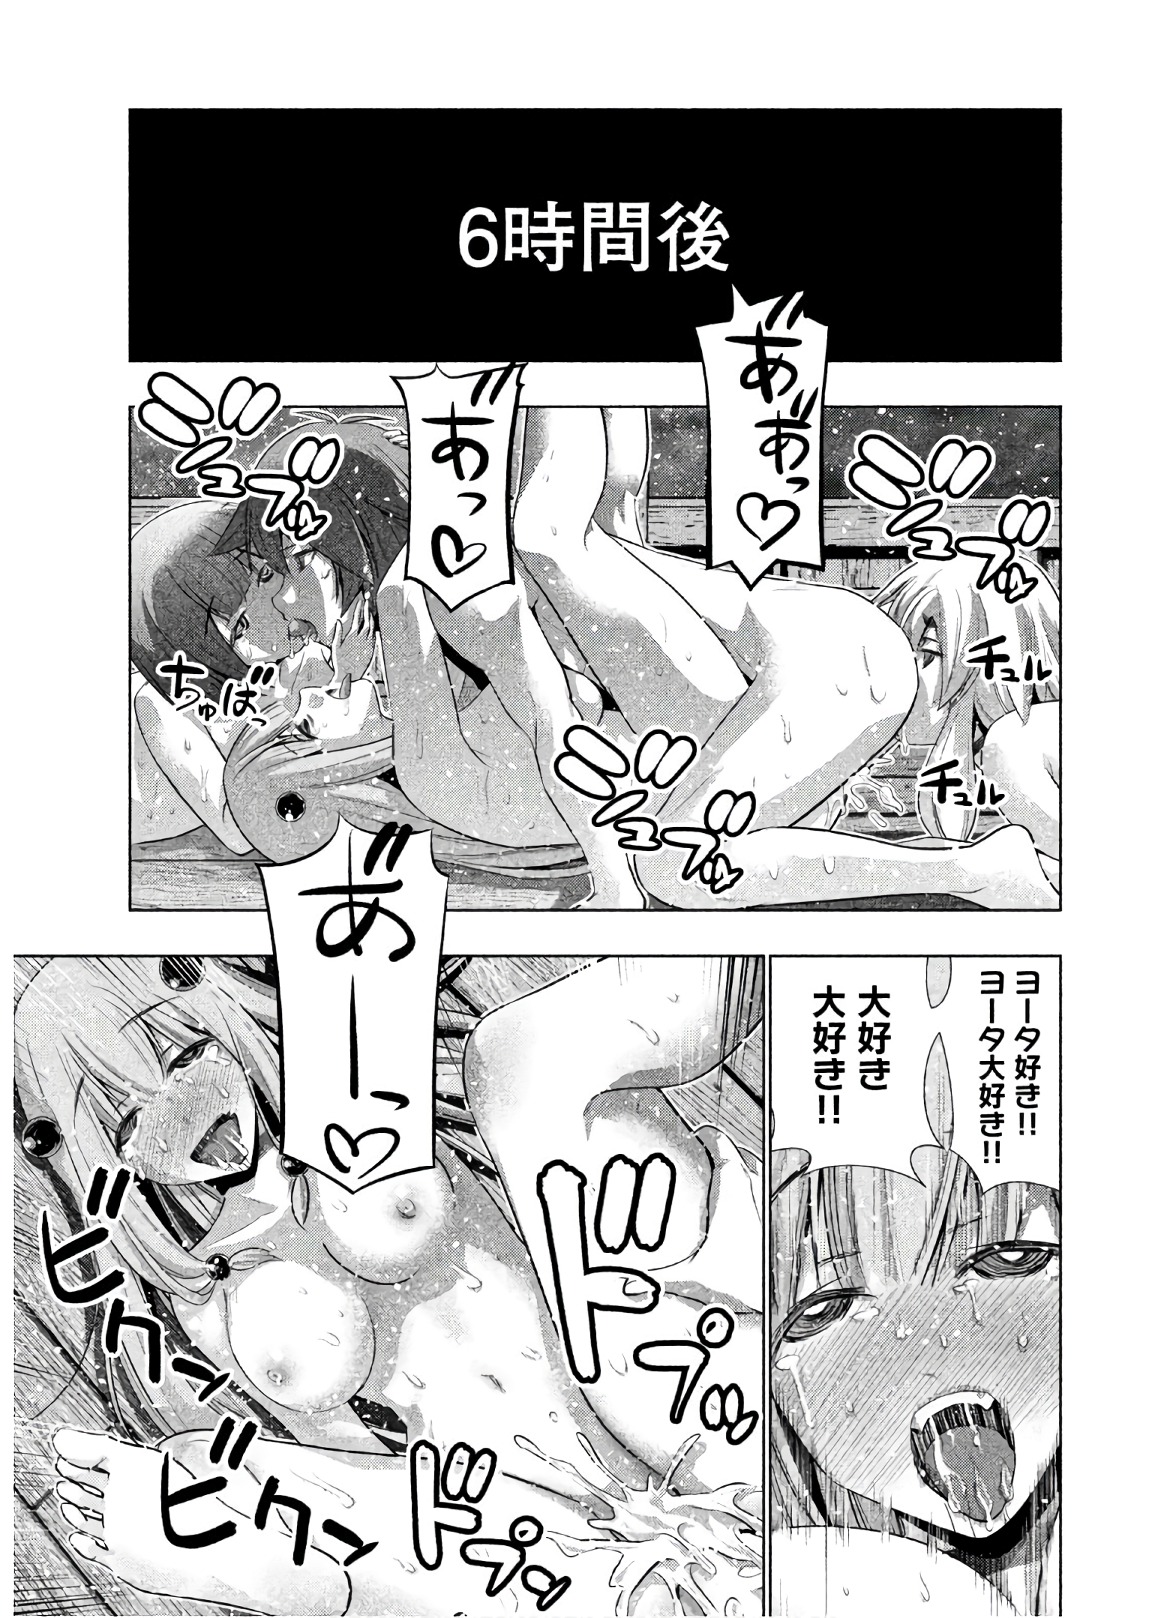 6時間後
ああっ♡
あっ♡
ジュブッ
ジュブッ
ちゅばっ
チュル
チュル
ジュブッ
ヨータ好き!!
ヨータ大好き!!
大好き
大好き!!
あーっ♡
ドプッ
ビクン
ビクン
ドプン